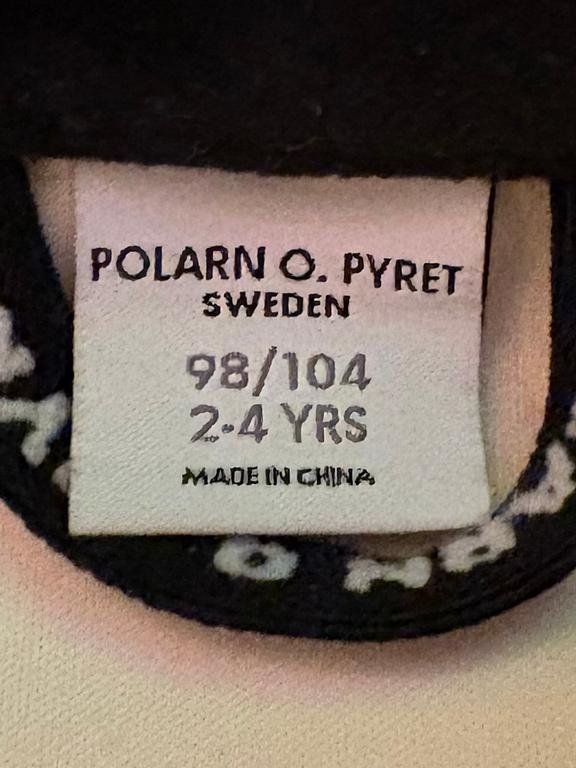 POLARN O. PYRET
SWEDEN
98/104
2-4 YRS
MADE IN CHINA